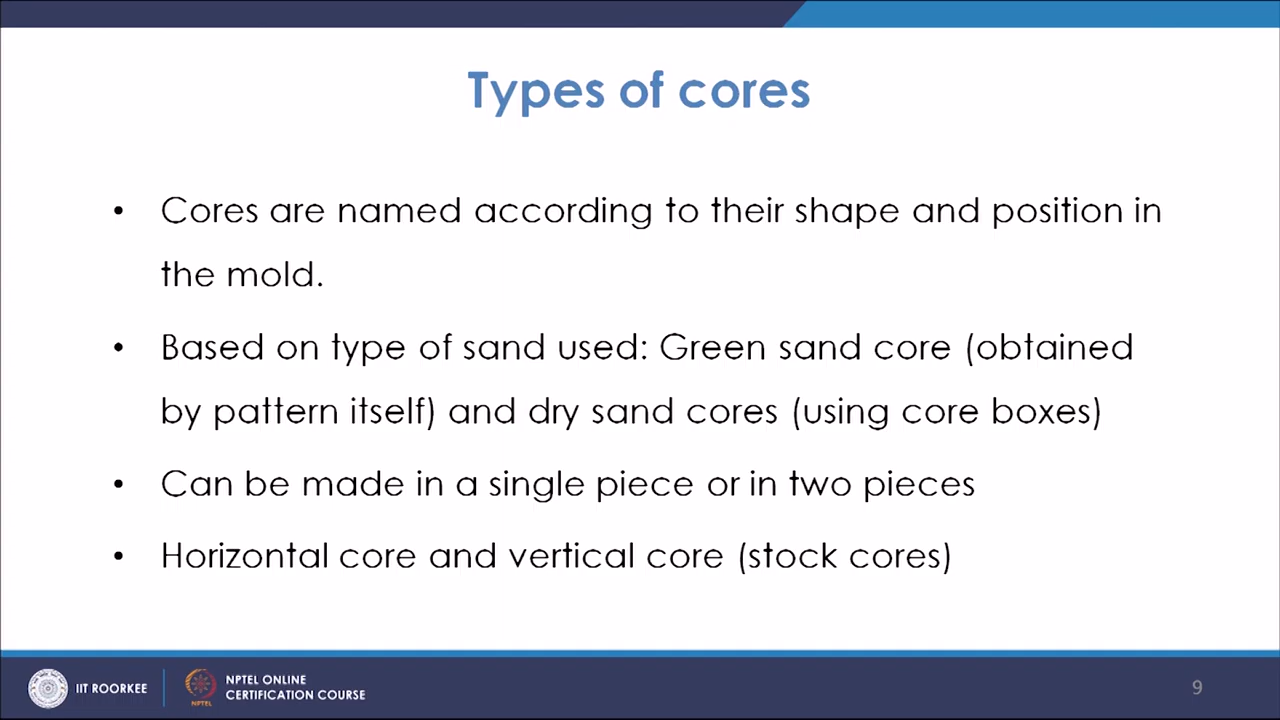 Types of cores
• Cores are named according to their shape and position in
the mold.
• Based on type of sand used: Green sand core (obtained
by pattern itself) and dry sand cores (using core boxes)
• Can be made in a single piece or in two pieces
• Horizontal core and vertical core (stock cores)
IIT ROORKEE
NPTEL
NPTEL ONLINE
CERTIFICATION COURSE
9